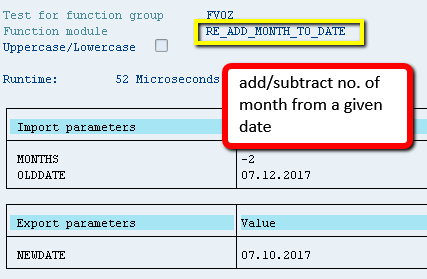 Test for function group FVOZ
Function module RE_ADD_MONTH_TO_DATE
Uppercase/Lowercase
Runtime: 52 Microseconds
add/subtract no. of
month from a given
date
Import parameters
MONTHS -2
OLDDATE 07.12.2017
Export parameters Value
NEWDATE 07.10.2017